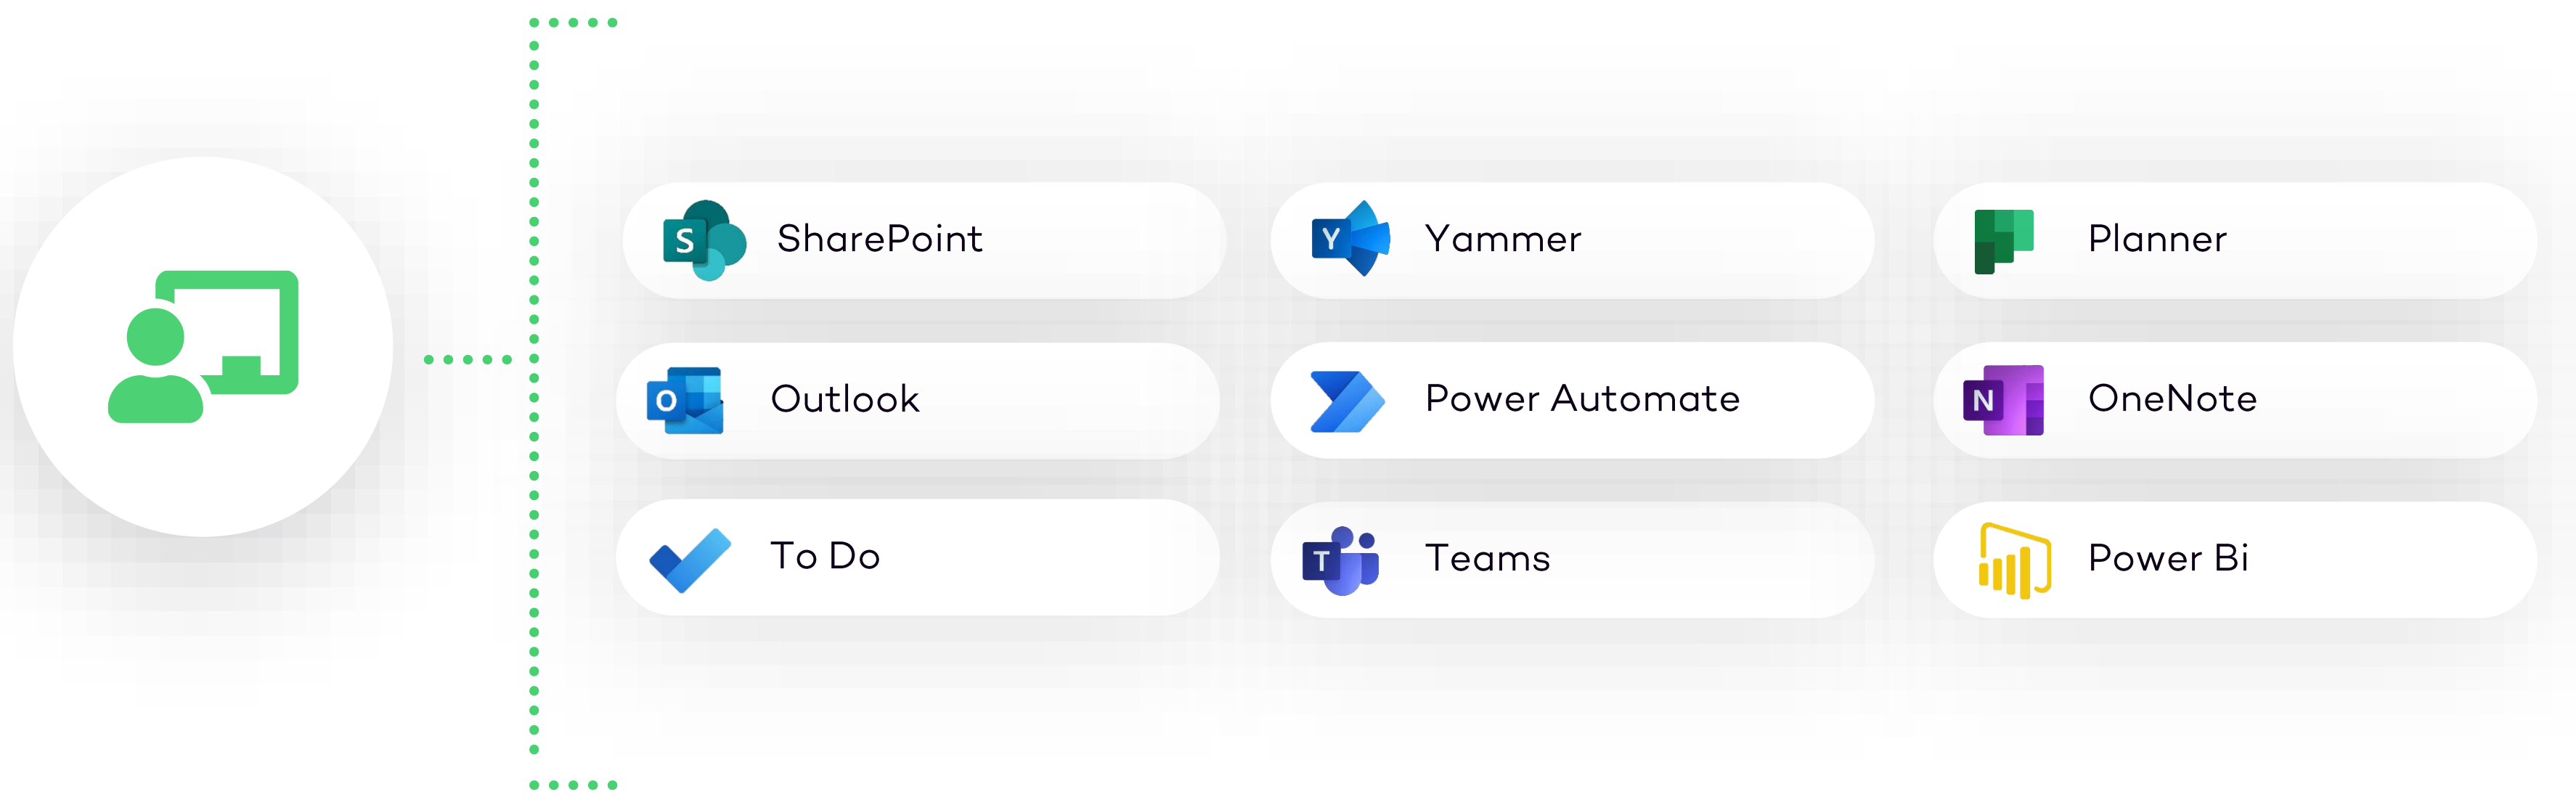 S SharePoint
Y Yammer
Planner
O Outlook
Power Automate
N OneNote
To Do
T Teams
Power Bi